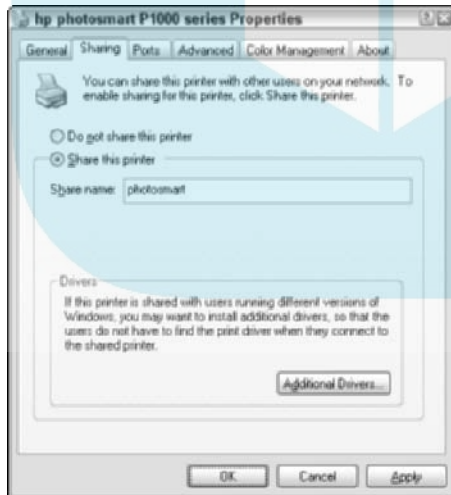 hp photosmart P1000 series Properties
General Sharing Ports Advanced Color Management About
You can share this printer with other users on your network. To
enable sharing for this printer, click Share this printer.
Do not share this printer
Share this printer
Share name: photosmart
Drivers
If this printer is shared with users running different versions of
Windows, you may want to install additional drivers, so that the
users do not have to find the print driver when they connect to
the shared printer.
Additional Drivers...
OK Cancel Apply